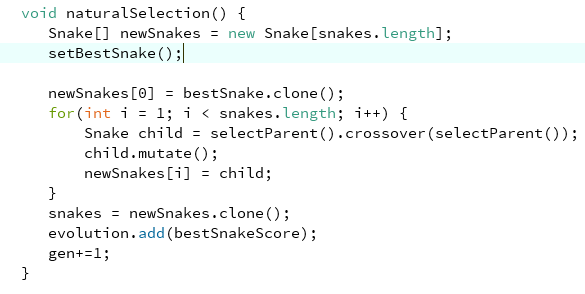 void naturalSelection() {
   Snake[] newSnakes = new Snake[snakes.length];
   setBestSnake();

   newSnakes[0] = bestSnake.clone();
   for(int i = 1; i < snakes.length; i++) {
       Snake child = selectParent().crossover(selectParent());
       child.mutate();
       newSnakes[i] = child;
   }
   snakes = newSnakes.clone();
   evolution.add(bestSnakeScore);
   gen+=1;
}